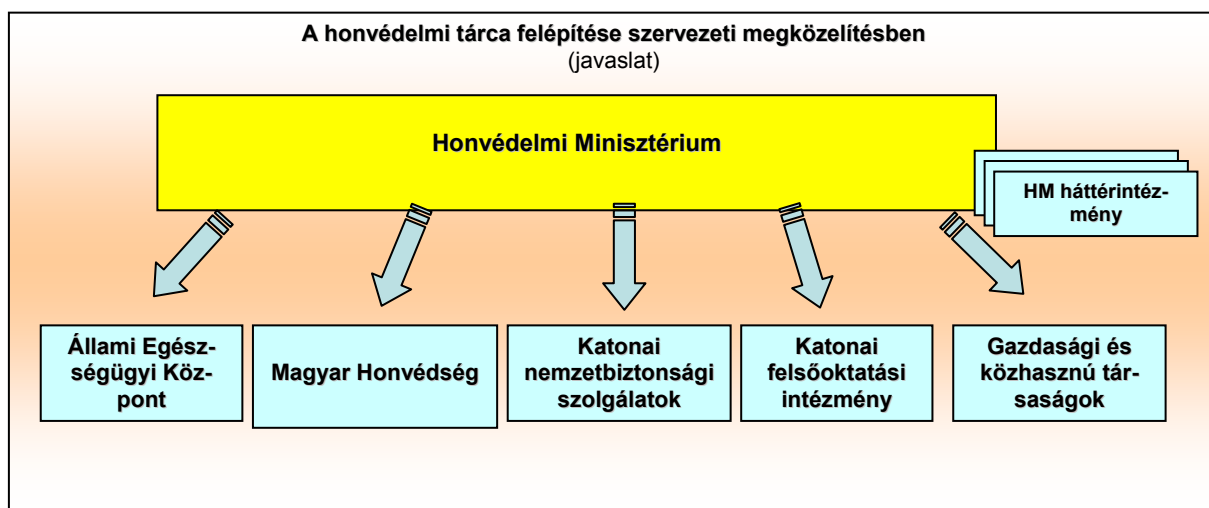 A honvédelmi tárca felépítése szervezeti megközelítésben
(javaslat)
Honvédelmi Minisztérium
HM háttérintéz-
mény
Állami Egész-
ségügyi Köz-
pont
Magyar Honvédség
Katonai
nemzetbiztonsági
szolgálatok
Katonai
felsőoktatási
intézmény
Gazdasági és
közhasznú tár-
saságok